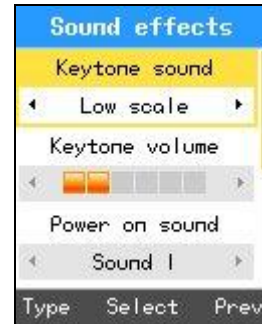 Sound effects
Keytone sound
Low scale
Keytone volume
Power on sound
Sound 1
Type Select Prev